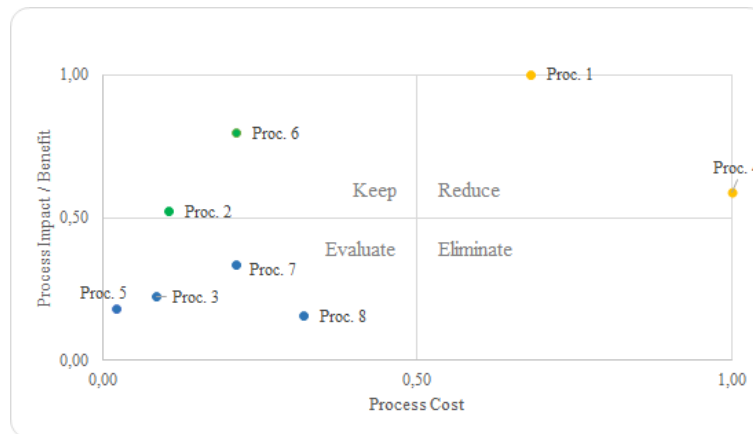 1,00
Proc. 1
Proc. 6
Proc.
Keep
Reduce
0,50
Proc. 2
Evaluate
Eliminate
Proc. 7
Proc. 5
Proc. 3
Proc. 8
0,00
0,00
0,50
1,00
Process Cost
Process Impact / Benefit